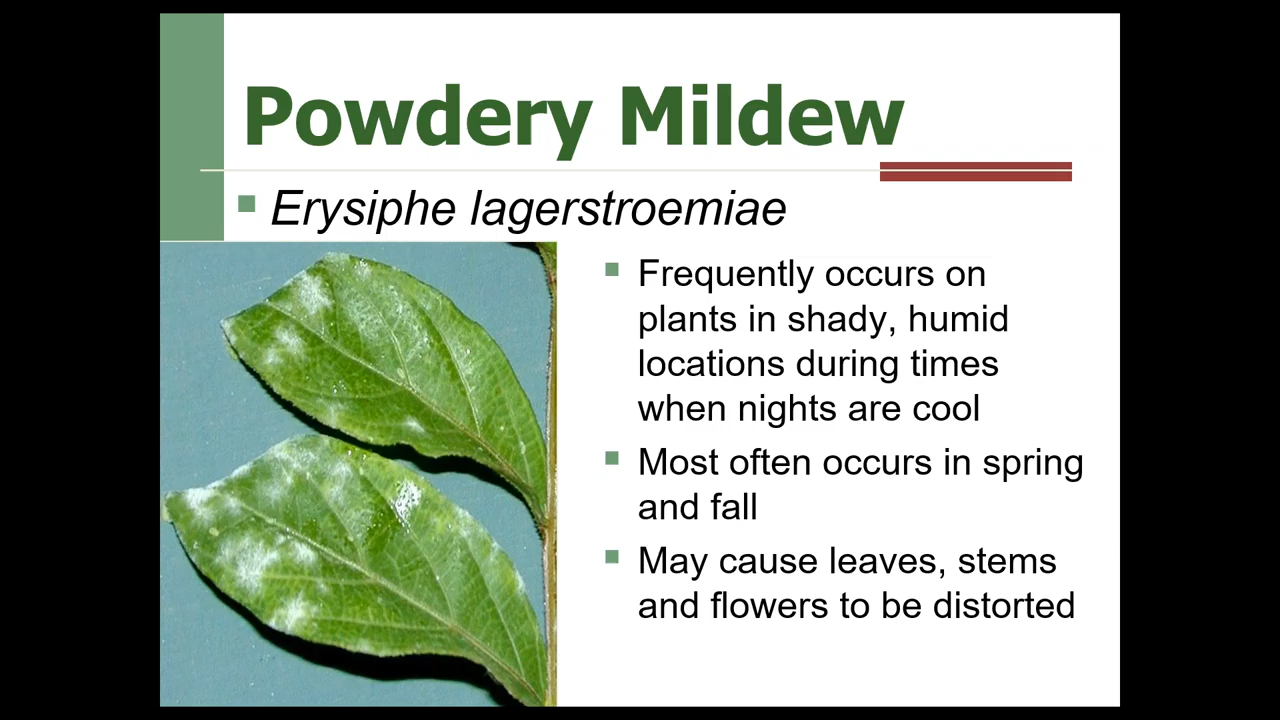 Powdery Mildew
Erysiphe lagerstroemiae
Frequently occurs on
plants in shady, humid
locations during times
when nights are cool
Most often occurs in spring
and fall
May cause leaves, stems
and flowers to be distorted